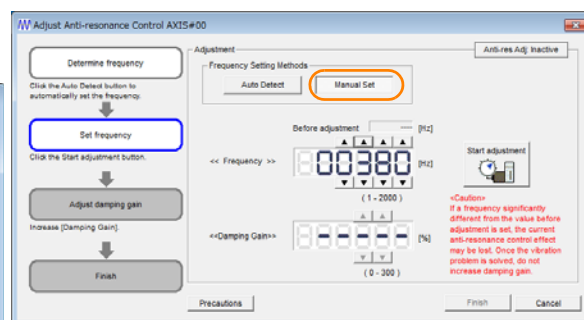 Adjust Anti-resonance Control AXIS#00
Determine frequency
Click the Auto Detect button to
automatically set the frequency.
Set frequency
Click the Start adjustment button.
Adjust damping gain
Increase [Damping Gain].
Finish
Adjustment
Anti-res Adj: Inactive
Frequency Setting Methods
Auto Detect
Manual Set
Before adjustment
--- [Hz]
<< Frequency >>
00380
[Hz]
(1 - 2000)
Start adjustment
<<Damping Gain>>
-----
[%]
(0 - 300)
<Caution>
If a frequency significantly
different from the value before
adjustment is set, the current
anti-resonance control effect
may be lost. Once the vibration
problem is solved, do not
increase damping gain.
Precautions
Finish
Cancel